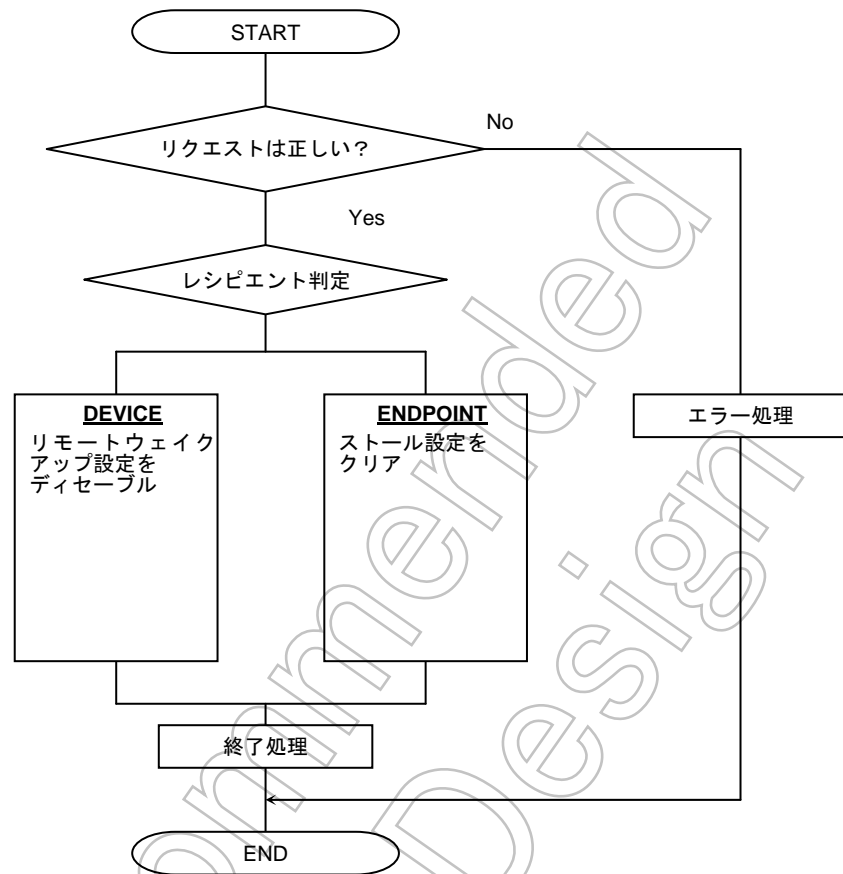 START
リクエストは正しい？
No
Yes
レシピエント判定
DEVICE
リモートウェイク
アップ設定を
ディセーブル
ENDPOINT
ストール設定を
クリア
エラー処理
終了処理
END
ommended
Design